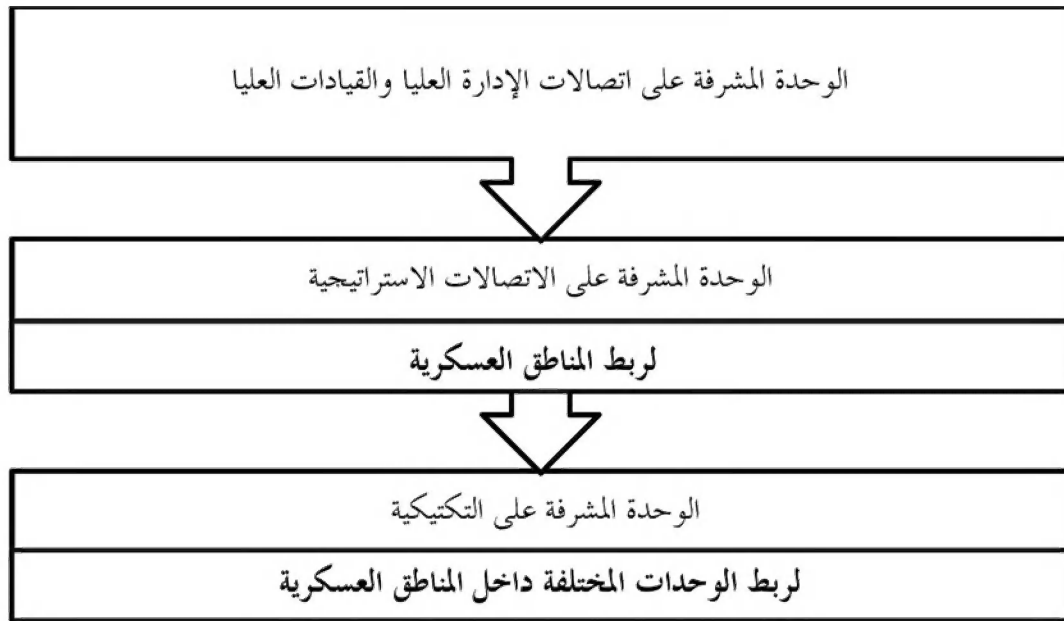 الوحدة المشرفة على اتصالات الإدارة العليا والقيادات العليا
الوحدة المشرفة على الاتصالات الاستراتيجية
لربط المناطق العسكرية
الوحدة المشرفة على التكتيكية
لربط الوحدات المختلفة داخل المناطق العسكرية